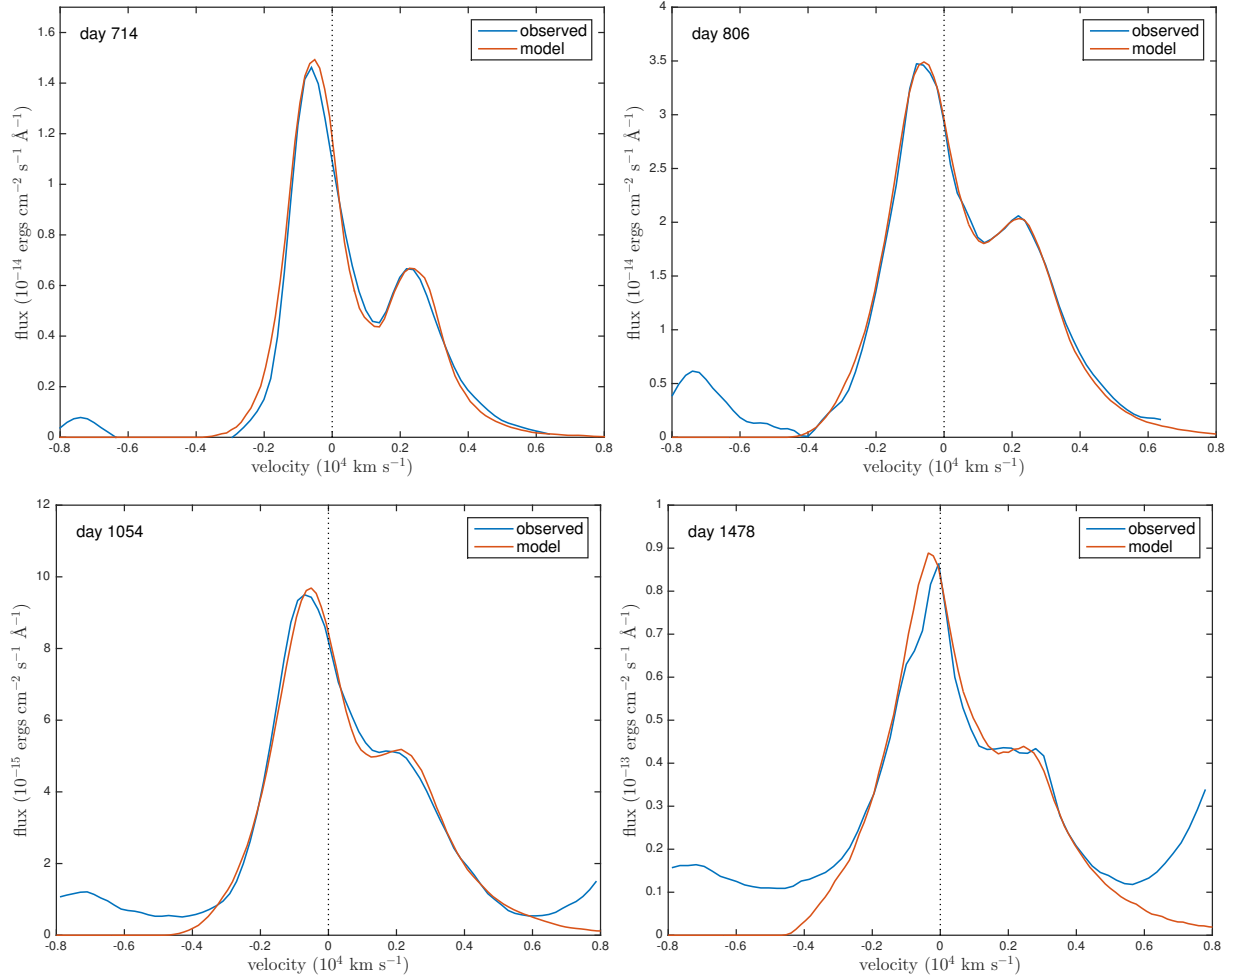 day 714
observed
model
1.6
1.4
1.2
1
0.8
0.6
0.4
0.2
0
-0.8 -0.6 -0.4 -0.2 0 0.2 0.4 0.6 0.8
flux (10⁻¹⁴ ergs cm⁻² s⁻¹ Å⁻¹)
velocity (10⁴ km s⁻¹)
day 806
observed
model
4
3.5
3
2.5
2
1.5
1
0.5
0
-0.8 -0.6 -0.4 -0.2 0 0.2 0.4 0.6 0.8
flux (10⁻¹⁴ ergs cm⁻² s⁻¹ Å⁻¹)
velocity (10⁴ km s⁻¹)
day 1054
observed
model
12
10
8
6
4
2
0
-0.8 -0.6 -0.4 -0.2 0 0.2 0.4 0.6 0.8
flux (10⁻¹⁵ ergs cm⁻² s⁻¹ Å⁻¹)
velocity (10⁴ km s⁻¹)
day 1478
observed
model
1
0.9
0.8
0.7
0.6
0.5
0.4
0.3
0.2
0.1
0
-0.8 -0.6 -0.4 -0.2 0 0.2 0.4 0.6 0.8
flux (10⁻¹³ ergs cm⁻² s⁻¹ Å⁻¹)
velocity (10⁴ km s⁻¹)